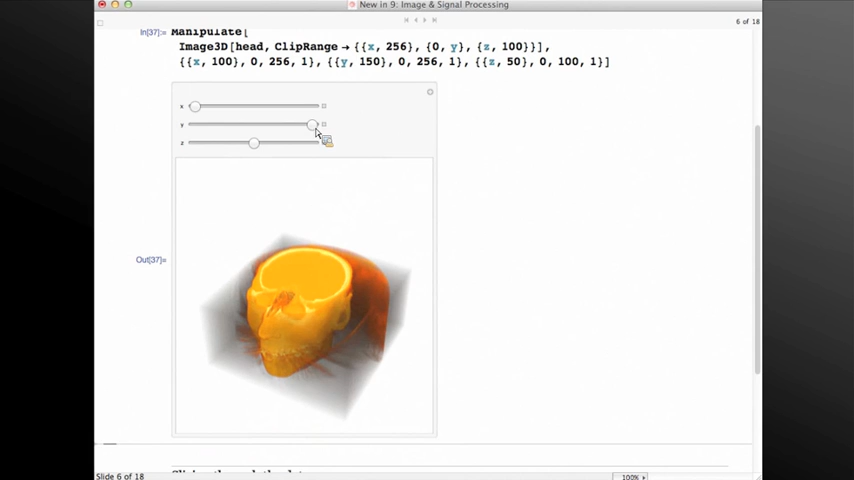 New in 9: Image & Signal Processing
6 of 18
In[37]:= Manipulate[
Image3D[head, ClipRange → {{x, 256}, {0, y}, {z, 100}}],
{{x, 100}, 0, 256, 1}, {{y, 150}, 0, 256, 1}, {{z, 50}, 0, 100, 1}]
x
y
z
Out[37]=
Slide 6 of 18
100%